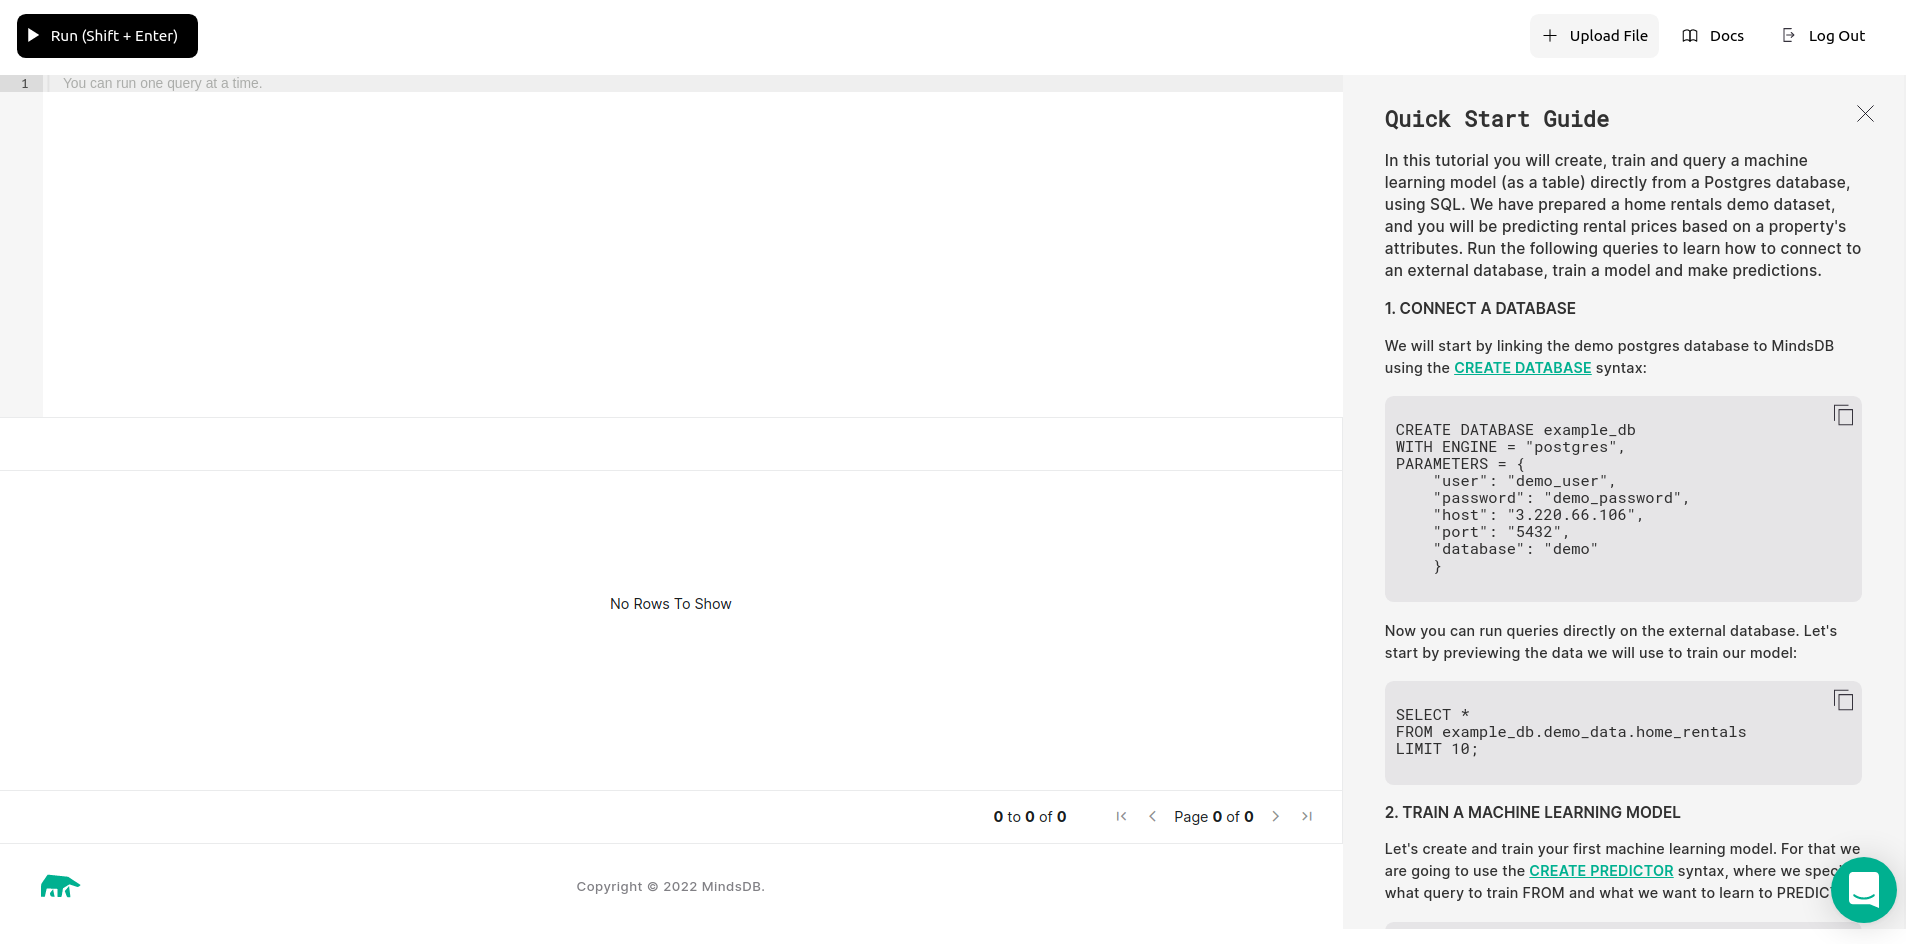 Run (Shift + Enter)
Upload File
Docs
Log Out
1
You can run one query at a time.
No Rows To Show
0 to 0 of 0
Page 0 of 0
Copyright © 2022 MindsDB.
Quick Start Guide
In this tutorial you will create, train and query a machine
learning model (as a table) directly from a Postgres database,
using SQL. We have prepared a home rentals demo dataset,
and you will be predicting rental prices based on a property's
attributes. Run the following queries to learn how to connect to
an external database, train a model and make predictions.
1. CONNECT A DATABASE
We will start by linking the demo postgres database to MindsDB
using the CREATE DATABASE syntax:
CREATE DATABASE example_db
WITH ENGINE = "postgres",
PARAMETERS = {
    "user": "demo_user",
    "password": "demo_password",
    "host": "3.220.66.106",
    "port": "5432",
    "database": "demo"
    }
Now you can run queries directly on the external database. Let's
start by previewing the data we will use to train our model:
SELECT *
FROM example_db.demo_data.home_rentals
LIMIT 10;
2. TRAIN A MACHINE LEARNING MODEL
Let's create and train your first machine learning model. For that we
are going to use the CREATE PREDICTOR syntax, where we
what query to train FROM and what we want to learn to